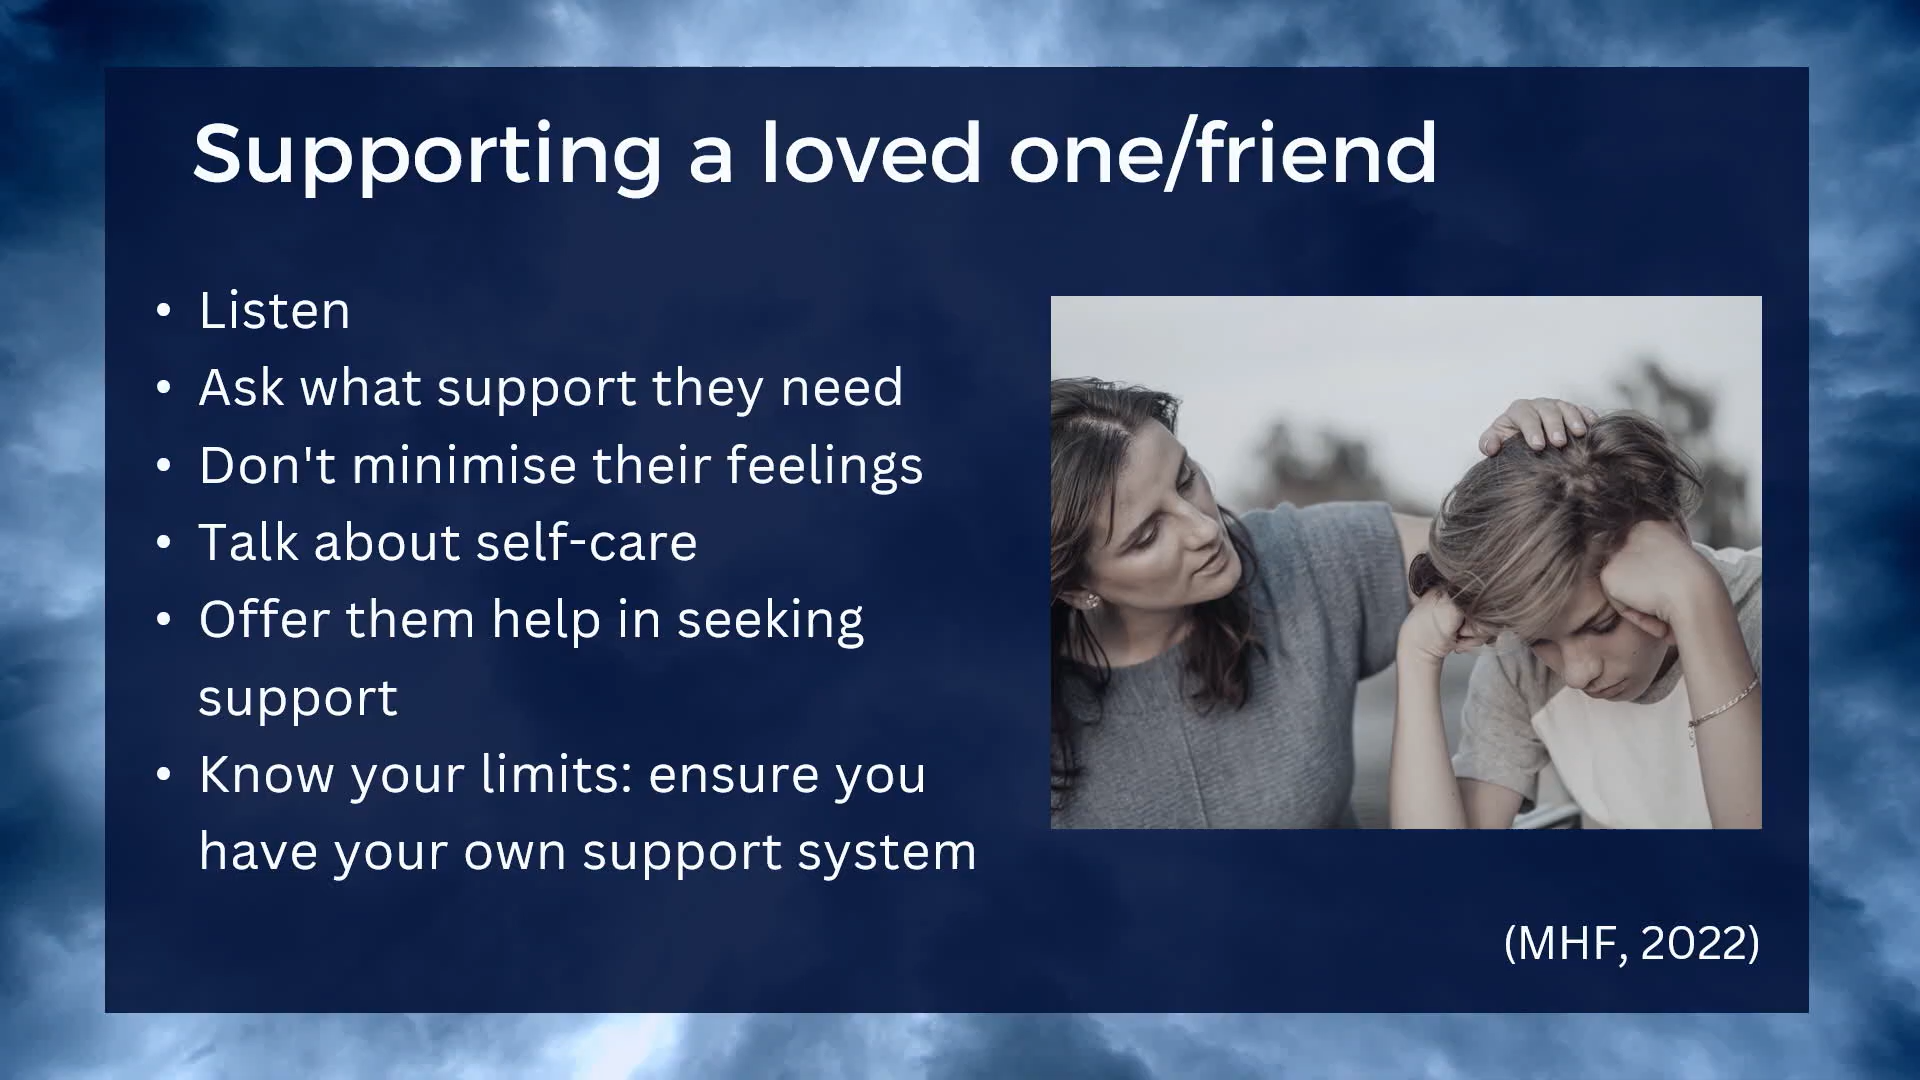 Supporting a loved one/friend
• Listen
• Ask what support they need
• Don't minimise their feelings
• Talk about self-care
• Offer them help in seeking
support
• Know your limits: ensure you
have your own support system
(MHF, 2022)